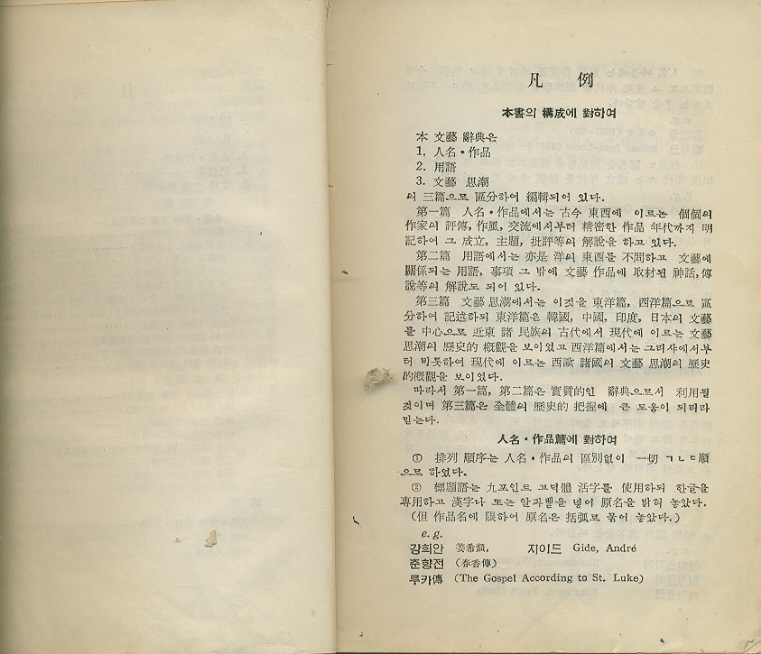 凡 例
本書의 構成에 對하여
本 文藝 辭典은
1. 人名・作品
2. 用語
3. 文藝 思潮
의 三篇으로 區分하여 編輯되어 있다.
第一篇 人名・作品에서는 古今 東西에 이르는 個個의
作家의 評傳, 作風, 交流에서부터 精密한 作品 年代까지 明
記하여 그 成立, 主題, 批評等의 解說을 하고 있다.
第二篇 用語에서는 亦是 洋의 東西를 不問하고 文藝에
關係되는 用語, 事項 그 밖에 文藝 作品에 取材된 神話, 傳
說等의 解說도 되어 있다.
第三篇 文藝 思潮에서는 이것을 東洋篇, 西洋篇으로 區
分하여 記述하되 東洋篇은 韓國, 中國, 印度, 日本의 文藝
를 中心으로 近東 諸 民族의 古代에서 現代에 이르는 文藝
思潮의 歷史的 槪觀을 보이었고 西洋篇에서는 그리샤에서부
터 비롯하여 現代에 이르는 西歐 諸國의 文藝 思潮의 歷史
的槪觀을 보이었다.
따라서 第一篇, 第二篇은 實質的인 辭典으로서 利用될
것이며 第三篇은 全體의 歷史的 把握에 큰 도움이 되리라
믿는다.
人名・作品篇에 對하여
① 排列 順序는 人名・作品의 區別없이 一切 ㄱㄴㄷ順
으로 하였다.
② 標題語는 九포인트 고딕體 活字를 使用하되 한글을
專用하고 漢字나 또는 알파벹을 넣어 原名을 밝혀 놓았다.
(但 作品名에 限하여 原名은 括弧로 묶어 놓았다.)
e.g.
강희안 姜希顔, 지이드 Gide, André
춘향전 (春香傳)
루카傳 (The Gospel According to St. Luke)